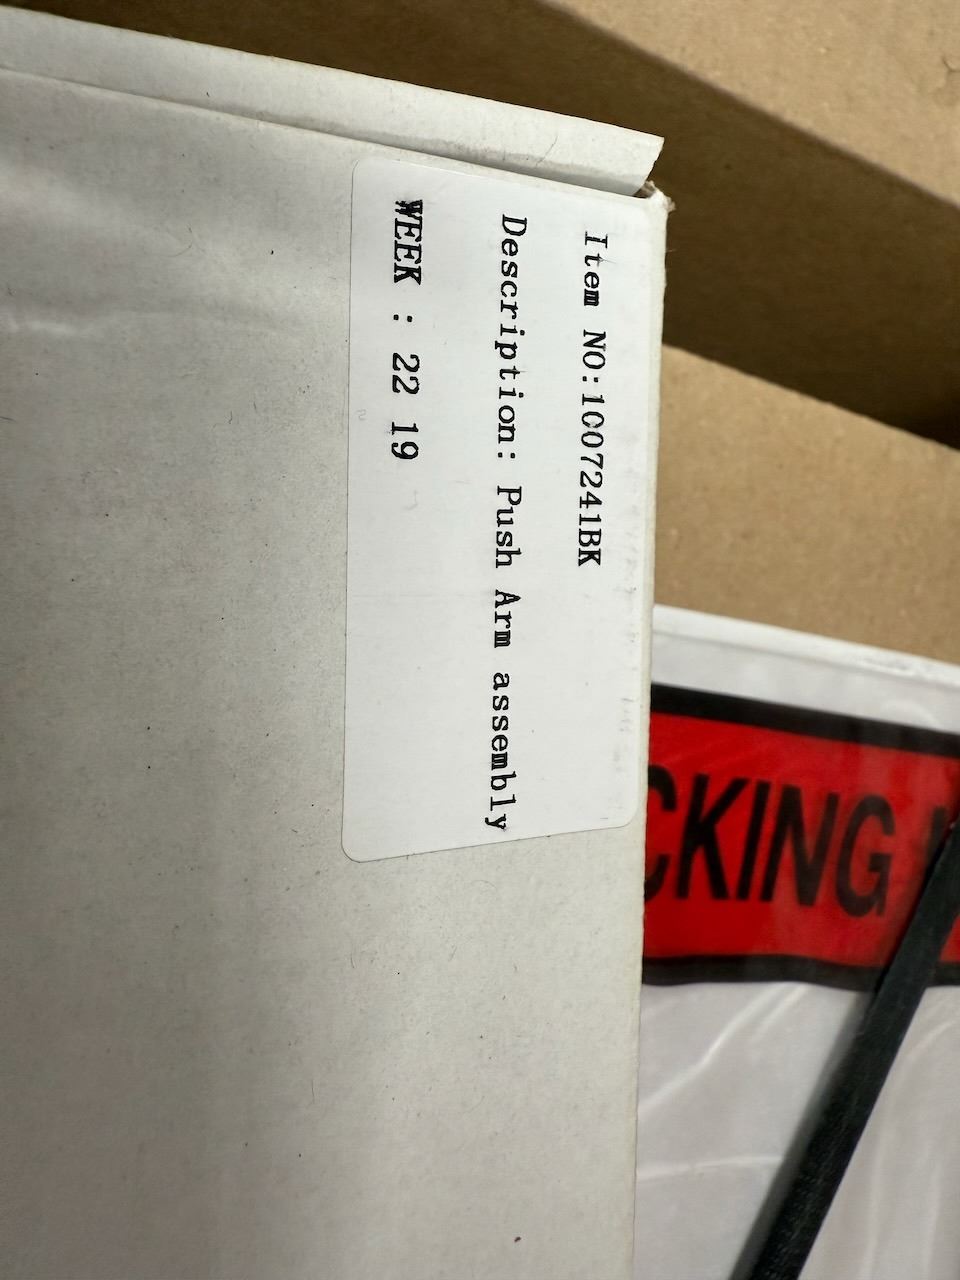 Item NO:1007241BK
Description: Push Arm assembly
WEEK : 22 19
CKING